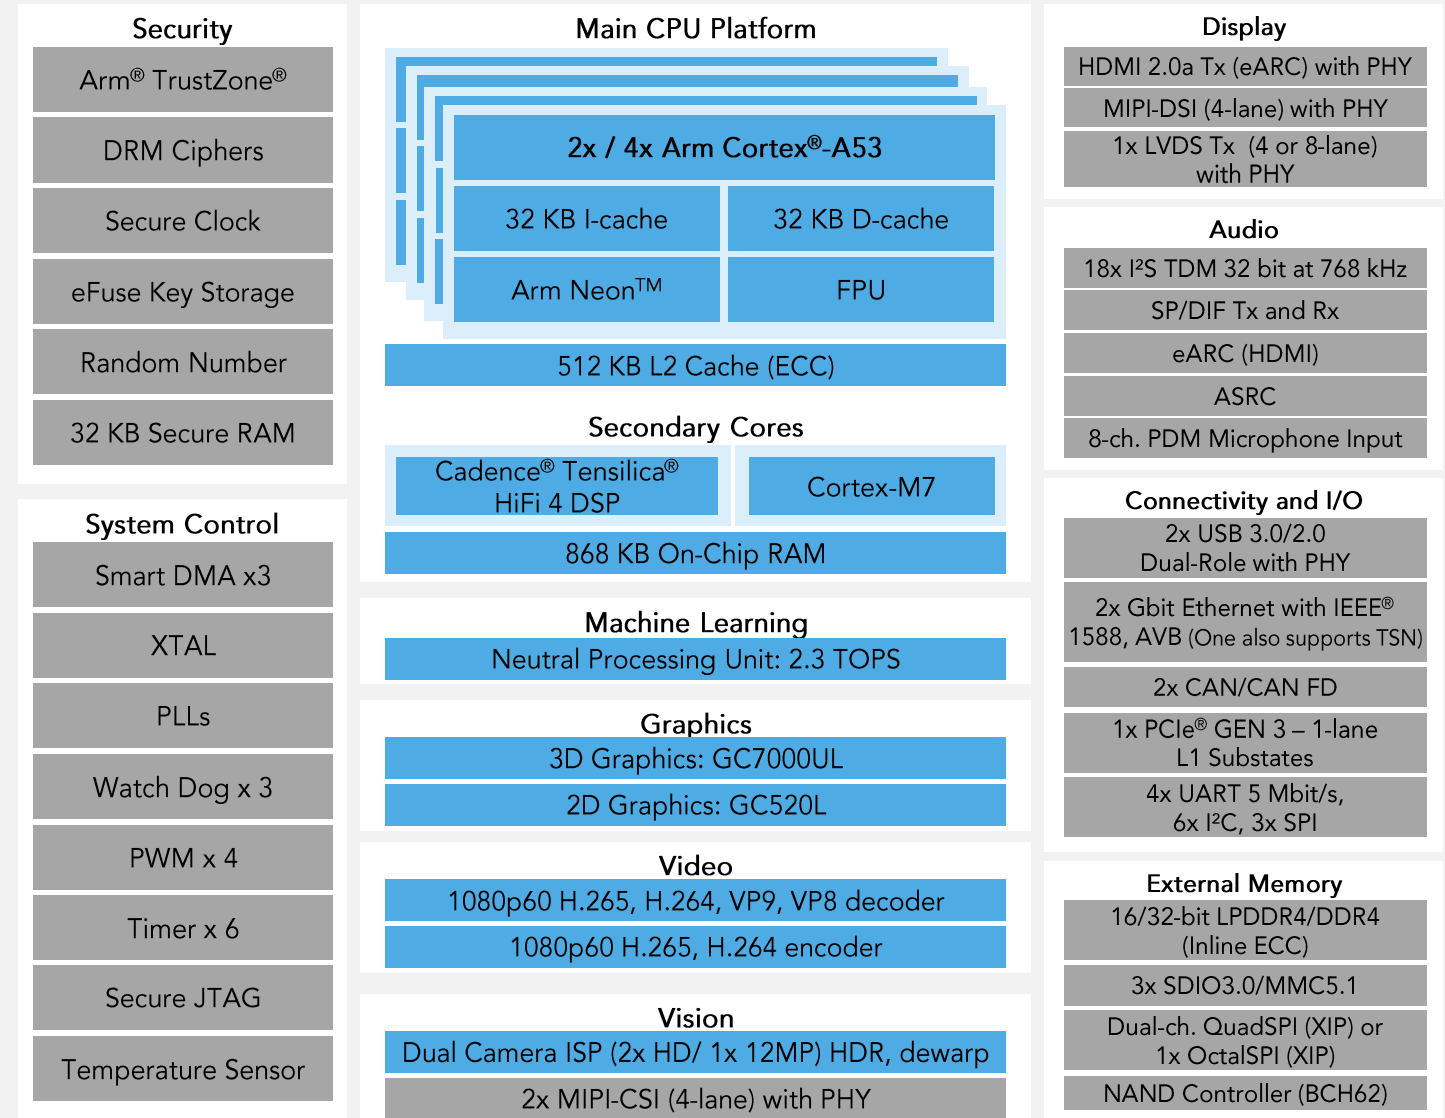 Security
Arm® TrustZone®
DRM Ciphers
Secure Clock
eFuse Key Storage
Random Number
32 KB Secure RAM
System Control
Smart DMA x3
XTAL
PLLs
Watch Dog x 3
PWM x 4
Timer x 6
Secure JTAG
Temperature Sensor
Main CPU Platform
2x / 4x Arm Cortex®-A53
32 KB I-cache
32 KB D-cache
Arm Neon™
FPU
512 KB L2 Cache (ECC)
Secondary Cores
Cadence® Tensilica®
HiFi 4 DSP
Cortex-M7
868 KB On-Chip RAM
Machine Learning
Neutral Processing Unit: 2.3 TOPS
Graphics
3D Graphics: GC7000UL
2D Graphics: GC520L
Video
1080p60 H.265, H.264, VP9, VP8 decoder
1080p60 H.265, H.264 encoder
Vision
Dual Camera ISP (2x HD/ 1x 12MP) HDR, dewarp
2x MIPI-CSI (4-lane) with PHY
Display
HDMI 2.0a Tx (eARC) with PHY
MIPI-DSI (4-lane) with PHY
1x LVDS Tx (4 or 8-lane)
with PHY
Audio
18x I²S TDM 32 bit at 768 kHz
SP/DIF Tx and Rx
eARC (HDMI)
ASRC
8-ch. PDM Microphone Input
Connectivity and I/O
2x USB 3.0/2.0
Dual-Role with PHY
2x Gbit Ethernet with IEEE®
1588, AVB (One also supports TSN)
2x CAN/CAN FD
1x PCIe® GEN 3 – 1-lane
L1 Substates
4x UART 5 Mbit/s,
6x I²C, 3x SPI
External Memory
16/32-bit LPDDR4/DDR4
(Inline ECC)
3x SDIO3.0/MMC5.1
Dual-ch. QuadSPI (XIP) or
1x OctalSPI (XIP)
NAND Controller (BCH62)